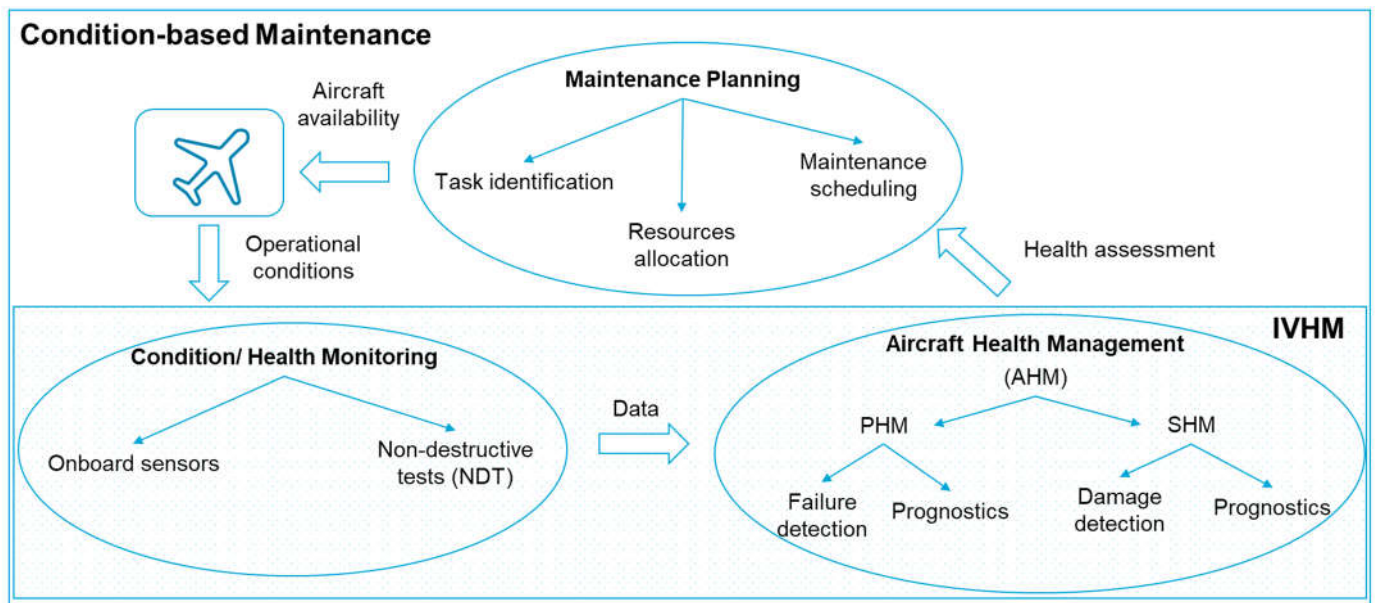 Condition-based Maintenance
Maintenance Planning
Aircraft
availability
Task identification
Maintenance
scheduling
Resources
allocation
Operational
conditions
Health assessment
IVHM
Condition/ Health Monitoring
Onboard sensors
Non-destructive
tests (NDT)
Data
Aircraft Health Management
(AHM)
PHM
SHM
Failure
detection
Prognostics
Damage
detection
Prognostics